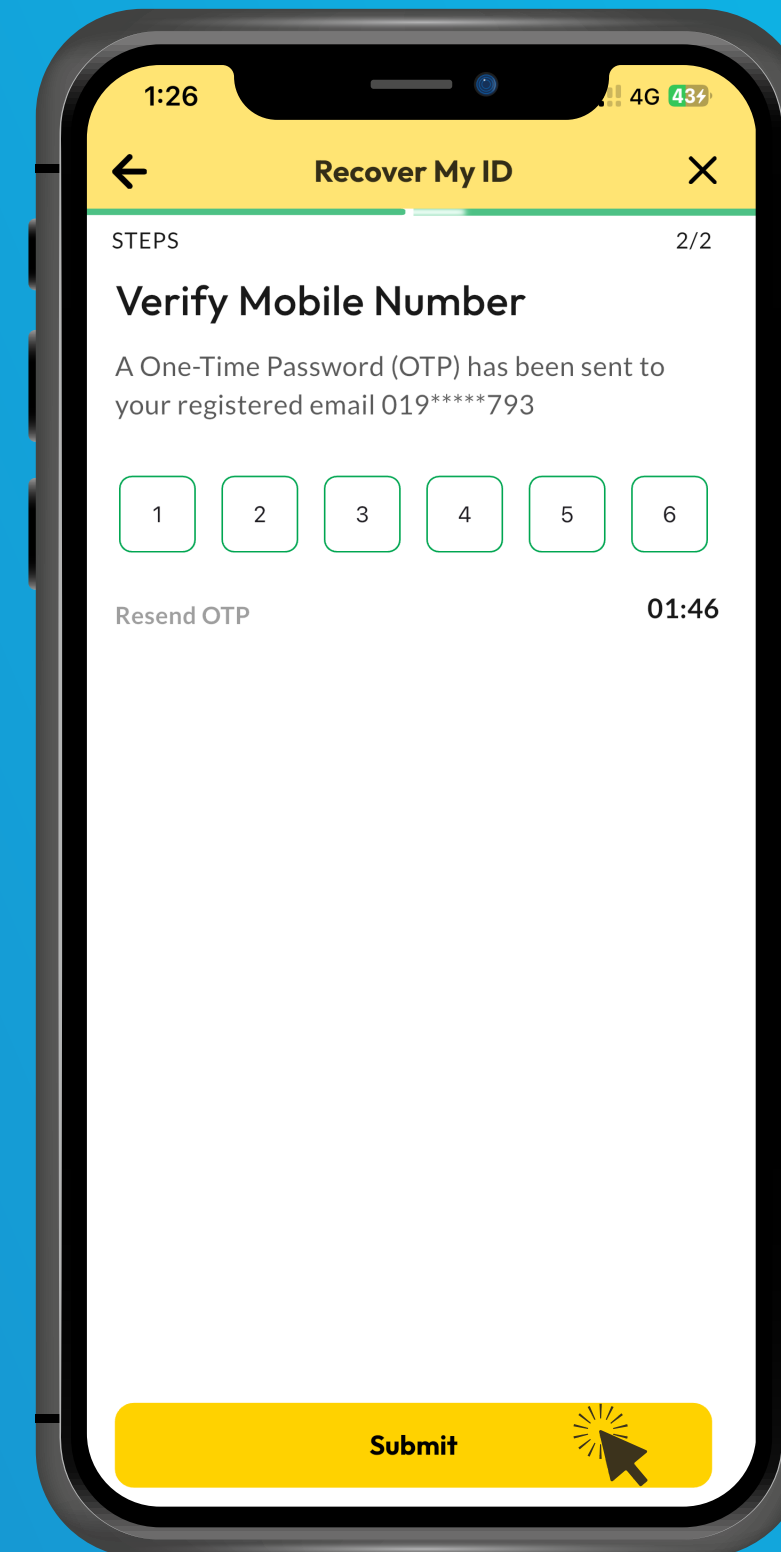 1:26 4G 43
Recover My ID
STEPS 2/2
Verify Mobile Number
A One-Time Password (OTP) has been sent to
your registered email 019*****793
1 2 3 4 5 6
Resend OTP 01:46
Submit